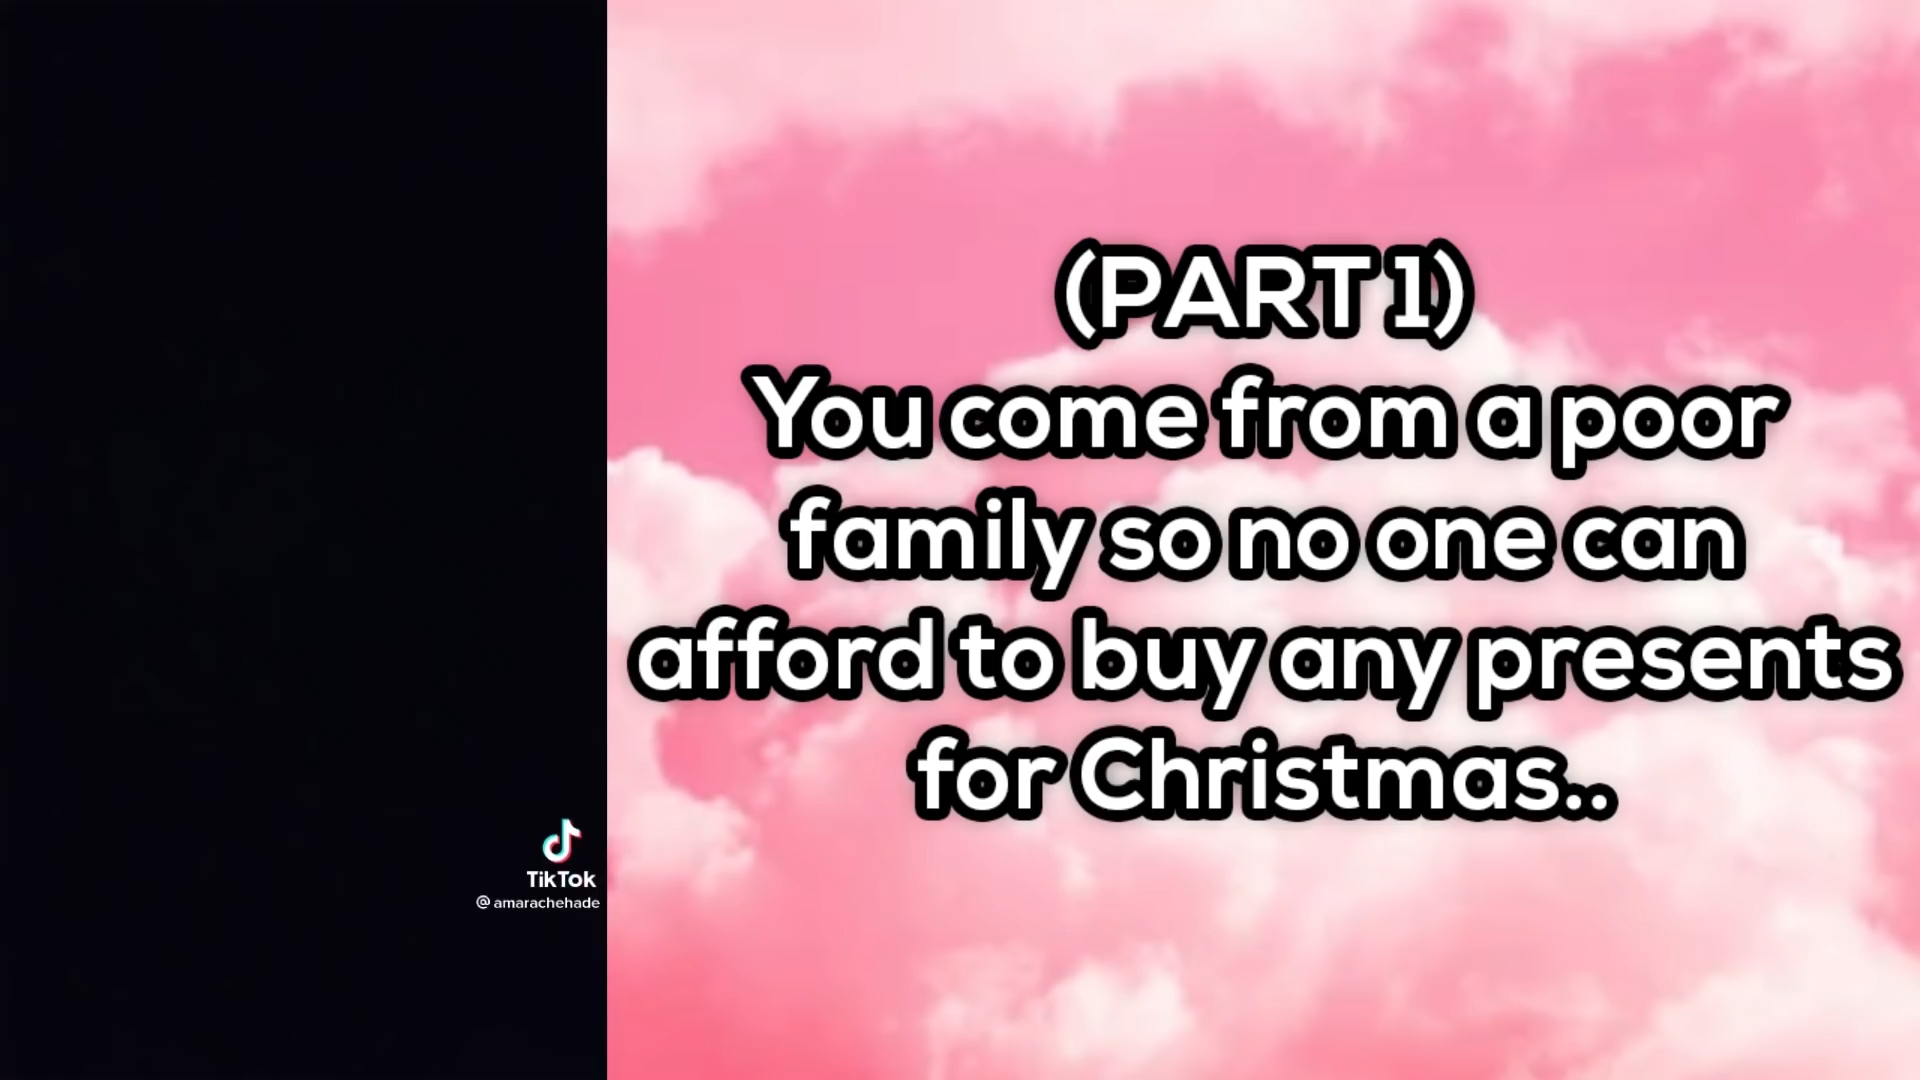 (PART 1)
You come from a poor
family so no one can
afford to buy any presents
for Christmas..
TikTok
@amarachehade